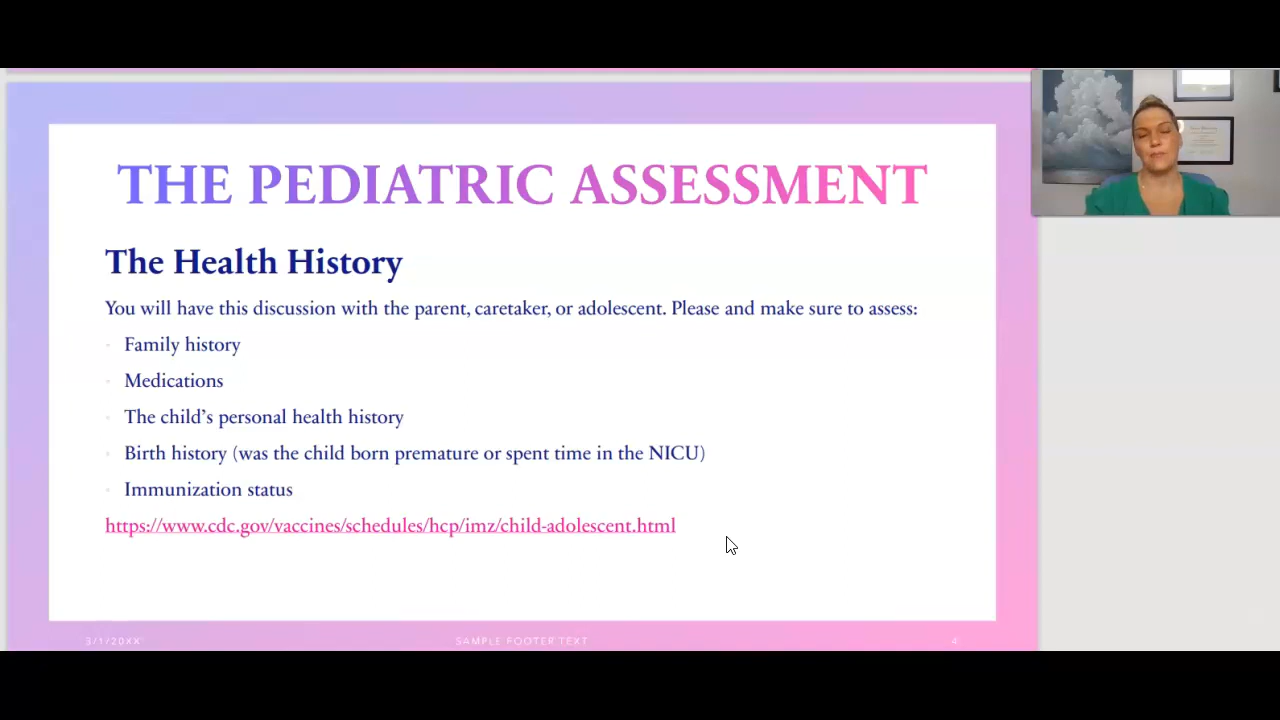 THE PEDIATRIC ASSESSMENT
The Health History
You will have this discussion with the parent, caretaker, or adolescent. Please and make sure to assess:
Family history
Medications
The child’s personal health history
Birth history (was the child born premature or spent time in the NICU)
Immunization status
https://www.cdc.gov/vaccines/schedules/hcp/imz/child-adolescent.html
3/1/20XX
SAMPLE FOOTER TEXT
4